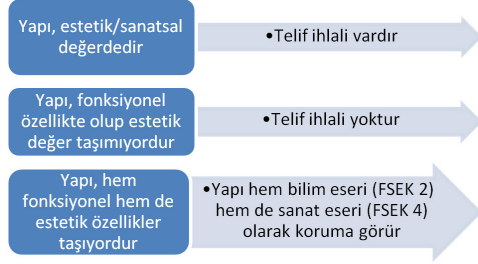 Yapı, estetik/sanatsal
değerdedir
•Telif ihlali vardır
Yapı, fonksiyonel
özellikte olup estetik
değer taşımıyordur
•Telif ihlali yoktur
Yapı, hem
fonksiyonel hem de
estetik özellikler
taşıyordur
•Yapı hem bilim eseri (FSEK 2)
hem de sanat eseri (FSEK 4)
olarak koruma görür